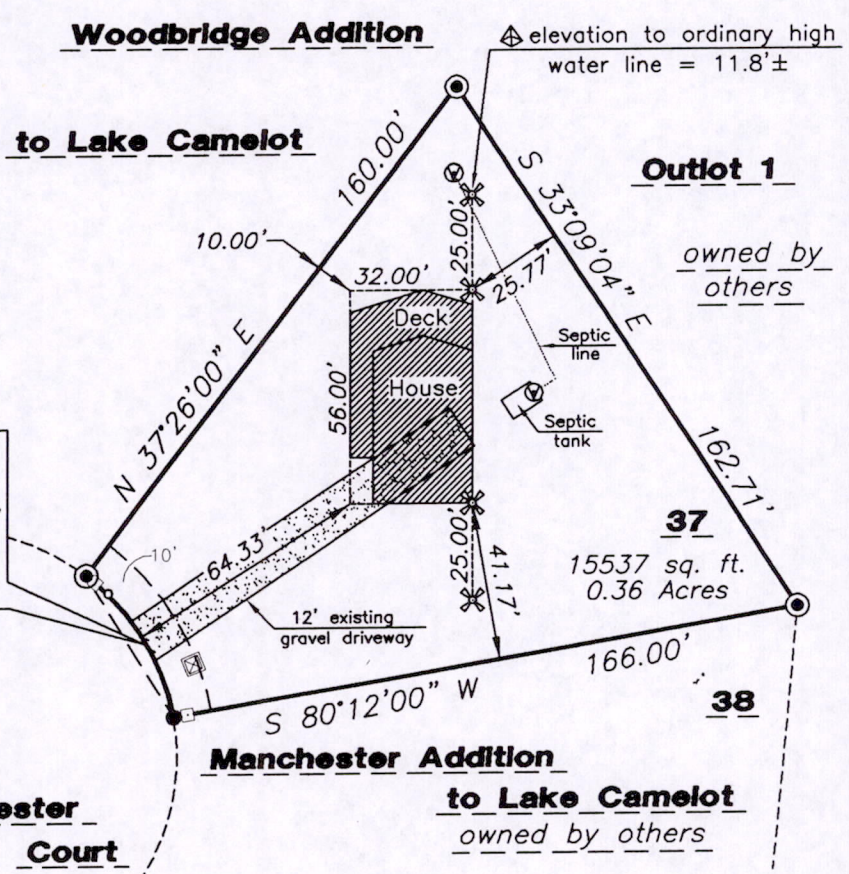 Woodbridge Addition
elevation to ordinary high
water line = 11.8'±
to Lake Camelot
160.00'
S 33°09'04" E
Outlot 1
10.00'
25.00'
32.00'
25.77'
owned by
others
Deck
Septic
line
N 37°26'00" E
56.00'
House
Septic
tank
162.71'
37
10'
64.33'
25.00'
41.17'
15537 sq. ft.
0.36 Acres
12' existing
gravel driveway
166.00'
S 80°12'00" W
38
Manchester Addition
to Lake Camelot
ester
Court
owned by others